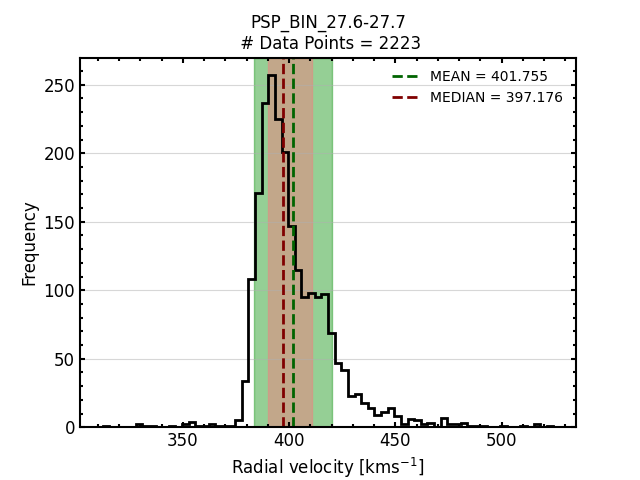 PSP_BIN_27.6-27.7
# Data Points = 2223
MEAN = 401.755
MEDIAN = 397.176
250
200
150
100
50
0
Frequency
350 400 450 500
Radial velocity [kms⁻¹]